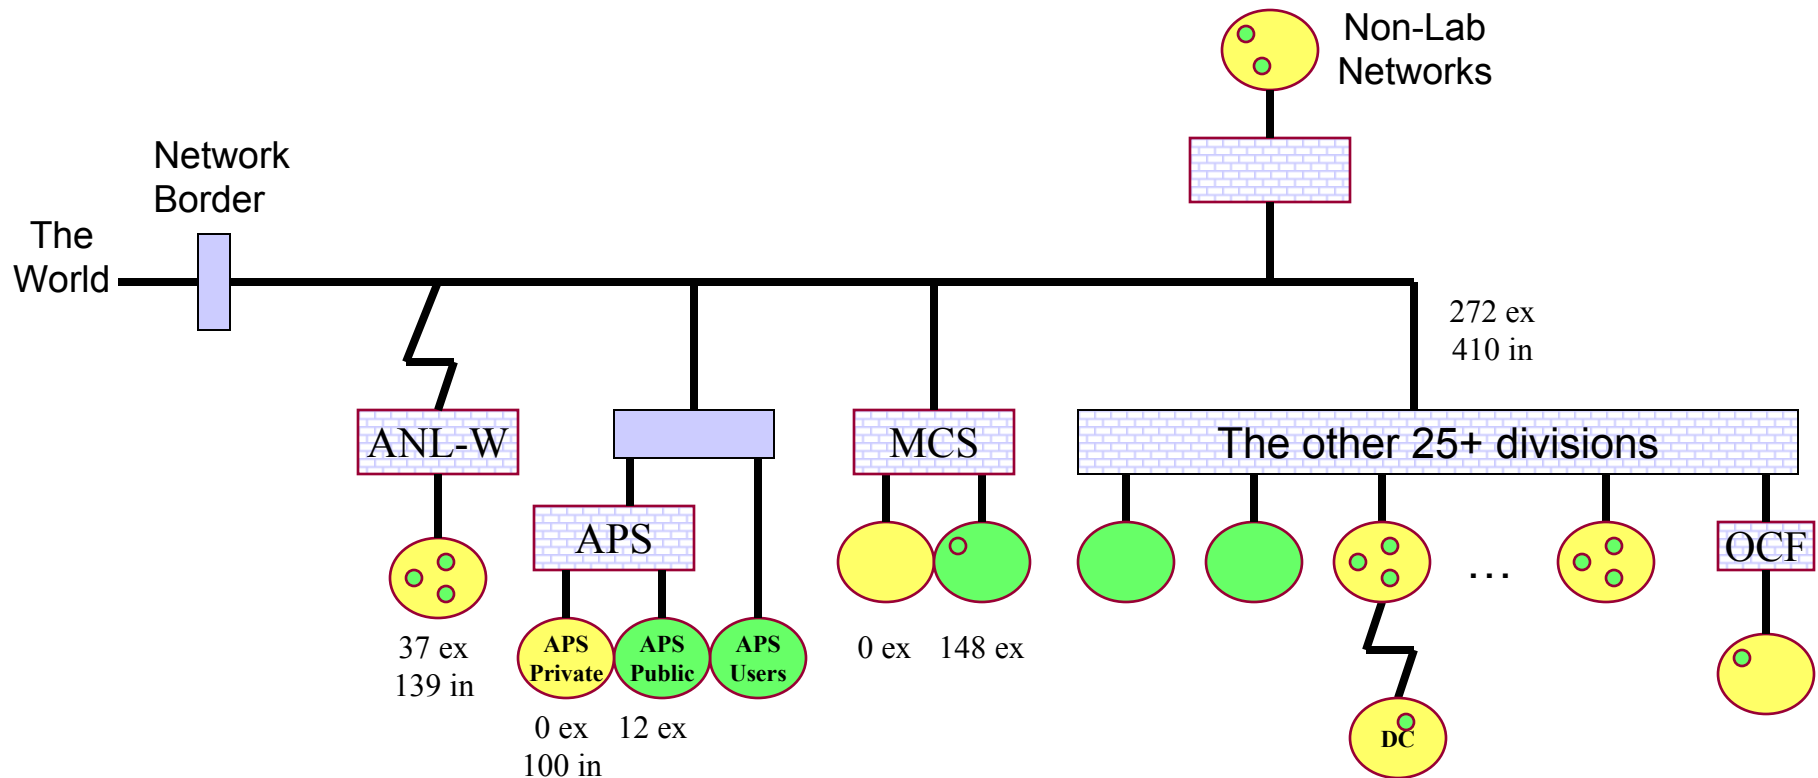 Non-Lab
Networks
Network
Border
The
World
272 ex
410 in
ANL-W
MCS
The other 25+ divisions
APS
OCF
...
37 ex
139 in
APS
Private
APS
Public
APS
Users
0 ex
148 ex
0 ex
100 in
12 ex
DC